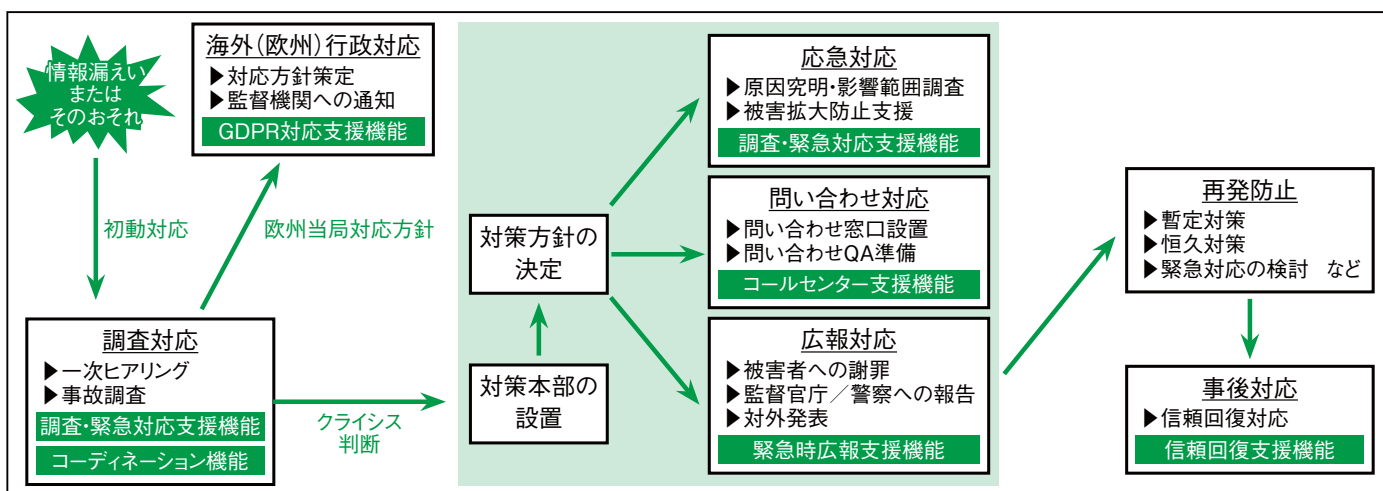 情報漏えい
または
そのおそれ
初動対応
海外(欧州)行政対応
▶対応方針策定
▶監督機関への通知
GDPR対応支援機能
欧州当局対応方針
調査対応
▶一次ヒアリング
▶事故調査
調査・緊急対応支援機能
コーディネーション機能
クライシス
判断
対策本部の
設置
対策方針の
決定
応急対応
▶原因究明・影響範囲調査
▶被害拡大防止支援
調査・緊急対応支援機能
問い合わせ対応
▶問い合わせ窓口設置
▶問い合わせQA準備
コールセンター支援機能
広報対応
▶被害者への謝罪
▶監督官庁／警察への報告
▶対外発表
緊急時広報支援機能
再発防止
▶暫定対策
▶恒久対策
▶緊急対応の検討　など
事後対応
▶信頼回復対応
信頼回復支援機能